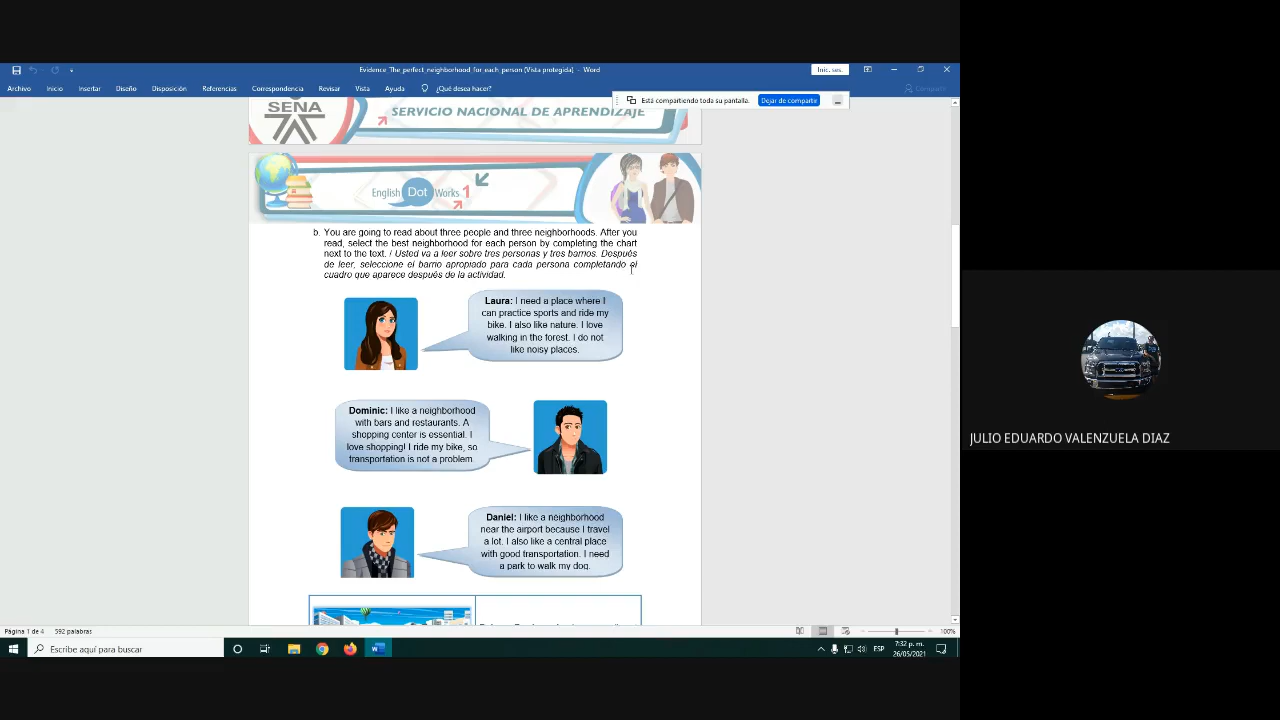 Evidence_The_perfect_neighborhood_for_each_person (Vista protegida) - Word
Inic. ses.
Archivo Inicio Insertar Diseño Disposición Referencias Correspondencia Revisar Vista Ayuda ¿Qué desea hacer?
Compartir
Está compartiendo toda su pantalla. Dejar de compartir
SENA
SERVICIO NACIONAL DE APRENDIZAJE
English Dot Works 1
b. You are going to read about three people and three neighborhoods. After you
read, select the best neighborhood for each person by completing the chart
next to the text. / Usted va a leer sobre tres personas y tres barrios. Después
de leer, seleccione el barrio apropiado para cada persona completando el
cuadro que aparece después de la actividad.
Laura: I need a place where I
can practice sports and ride my
bike. I also like nature. I love
walking in the forest. I do not
like noisy places.
Dominic: I like a neighborhood
with bars and restaurants. A
shopping center is essential. I
love shopping! I ride my bike, so
transportation is not a problem.
Daniel: I like a neighborhood
near the airport because I travel
a lot. I also like a central place
with good transportation. I need
a park to walk my dog.
JULIO EDUARDO VALENZUELA DIAZ
Página 1 de 4 592 palabras
100%
Escribe aquí para buscar
ESP
7:32 p. m.
26/05/2021